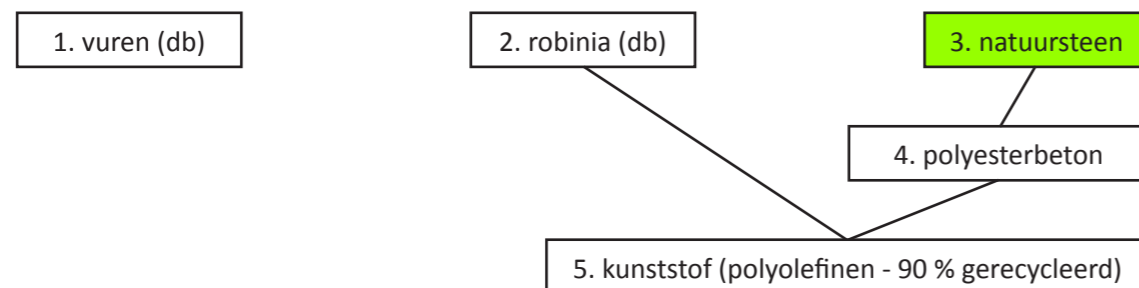 1. vuren (db)
2. robinia (db)
3. natuursteen
4. polyesterbeton
5. kunststof (polyolefinen - 90 % gerecycleerd)